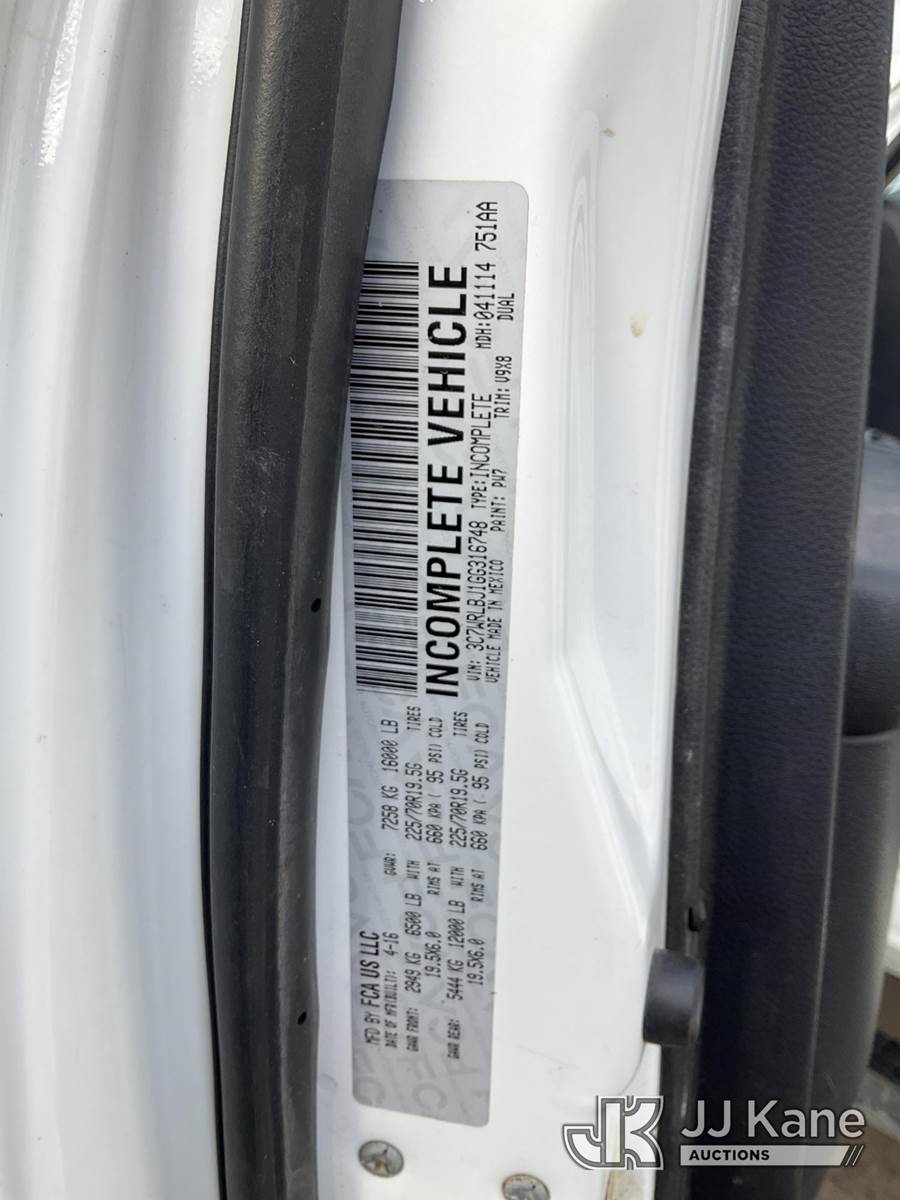 MFD BY FCA US LLC
DATE OF MFR(BUILT): 4-16 GVWR: 7258 KG 16000 LB
GAWR FRONT: 2949 KG 6500 LB WITH 225/70R19.5G TIRES
19.5X6.0 RIMS AT 660 KPA ( 95 PSI) COLD
GAWR REAR: 5444 KG 12000 LB WITH 225/70R19.5G TIRES
19.5X6.0 RIMS AT 660 KPA ( 95 PSI) COLD
INCOMPLETE VEHICLE
MDH:041114 751AA
VIN: 3C7WRLBJ1GG316748 TYPE:INCOMPLETE DUAL
VEHICLE MADE IN MEXICO PAINT: PW7 TRIM: V9X8
JK JJ Kane
AUCTIONS